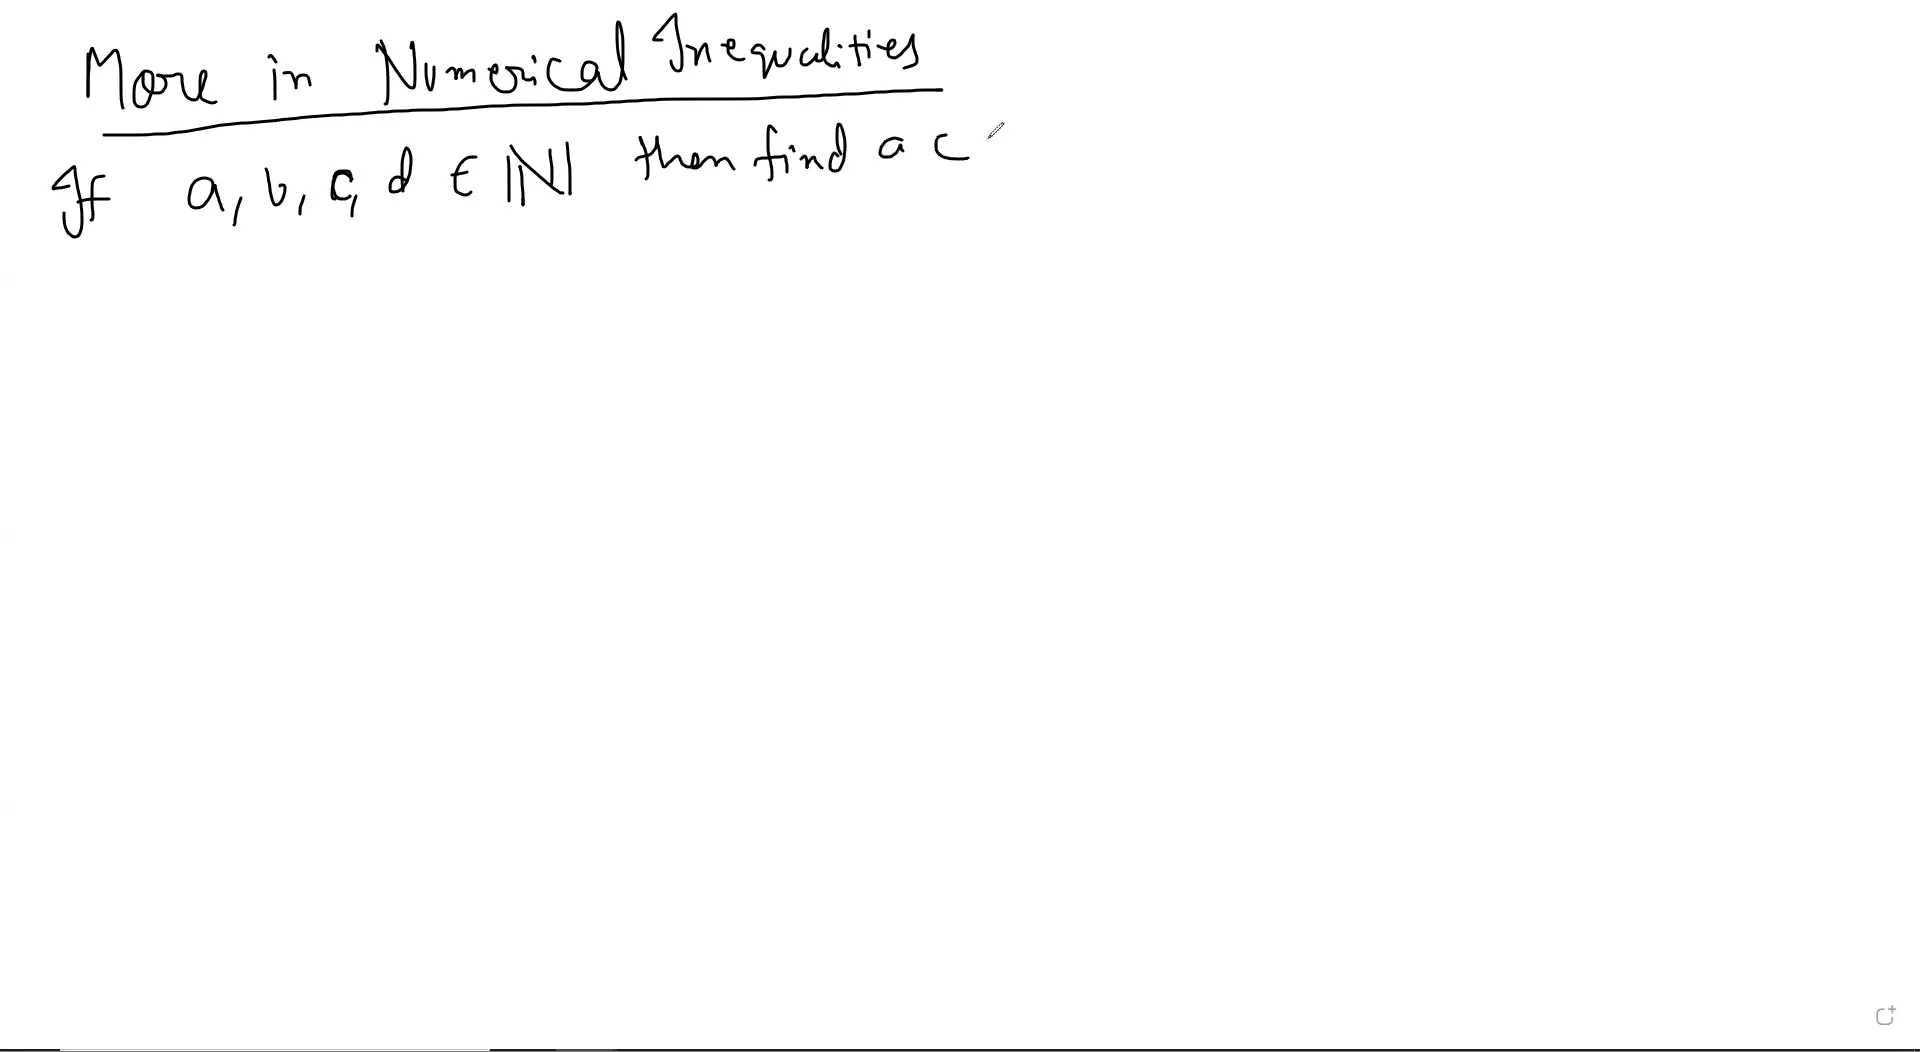 More in Numerical Inequalities
If a, b, c, d ∈ ℕ then find a c